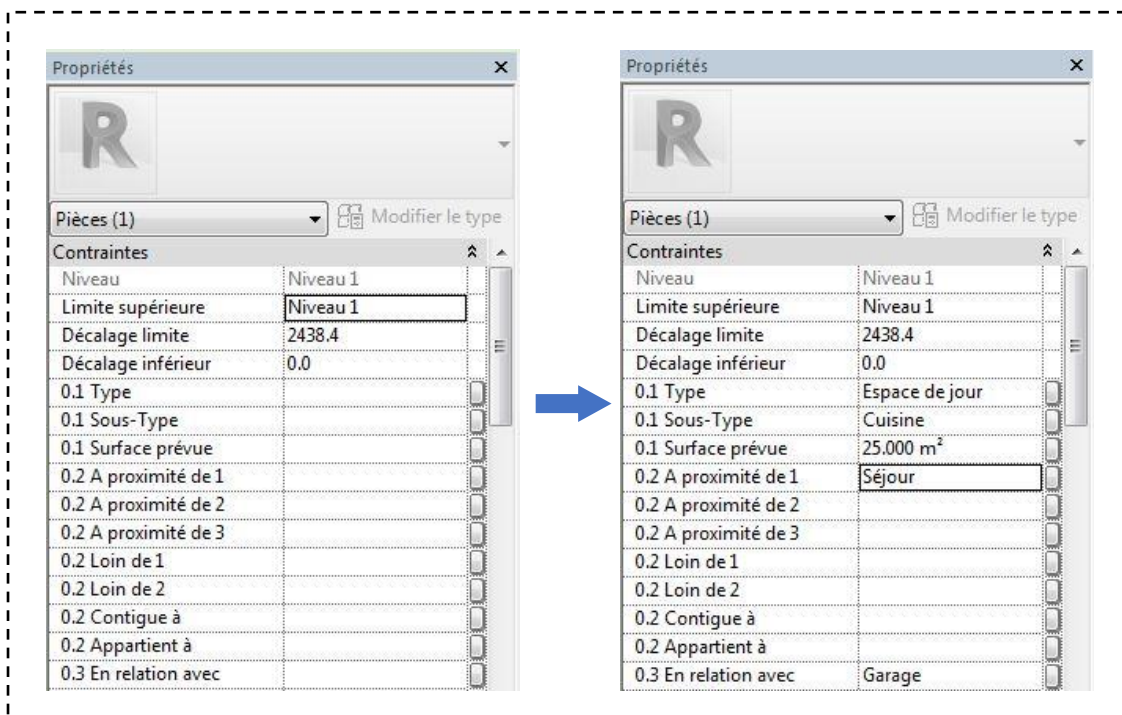 Propriétés
Pièces (1) Modifier le type
Contraintes
Niveau Niveau 1
Limite supérieure Niveau 1
Décalage limite 2438.4
Décalage inférieur 0.0
0.1 Type
0.1 Sous-Type
0.1 Surface prévue
0.2 A proximité de 1
0.2 A proximité de 2
0.2 A proximité de 3
0.2 Loin de 1
0.2 Loin de 2
0.2 Contigue à
0.2 Appartient à
0.3 En relation avec
Propriétés
Pièces (1) Modifier le type
Contraintes
Niveau Niveau 1
Limite supérieure Niveau 1
Décalage limite 2438.4
Décalage inférieur 0.0
0.1 Type Espace de jour
0.1 Sous-Type Cuisine
0.1 Surface prévue 25.000 m²
0.2 A proximité de 1 Séjour
0.2 A proximité de 2
0.2 A proximité de 3
0.2 Loin de 1
0.2 Loin de 2
0.2 Contigue à
0.2 Appartient à
0.3 En relation avec Garage